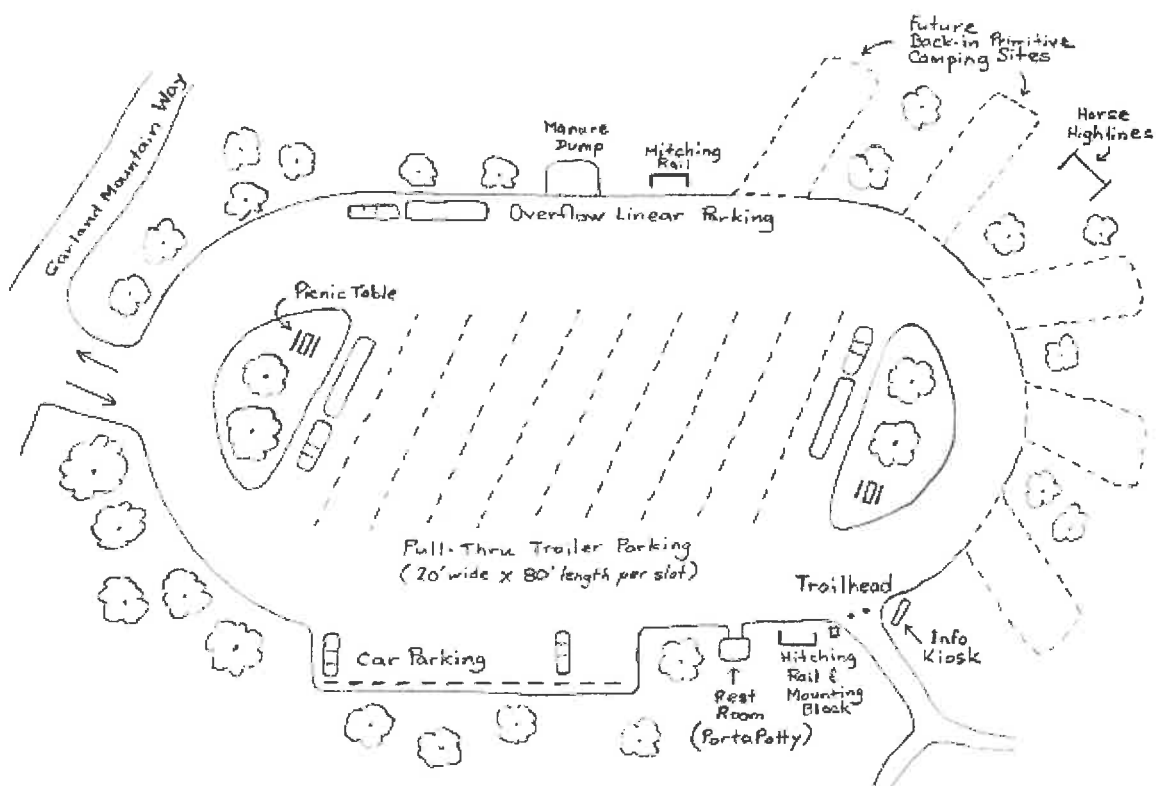 Future
Back-in Primitive
Camping Sites
Horse
Highlines
Garland Mountain Way
Manure
Dump
Hitching
Rail
Overflow Linear Parking
Picnic Table
Pull-Thru Trailer Parking
(20' wide x 80' length per slot)
Trailhead
Info
Kiosk
Car Parking
Hitching
Rail &
Mounting
Block
Rest
Room
(PortaPotty)